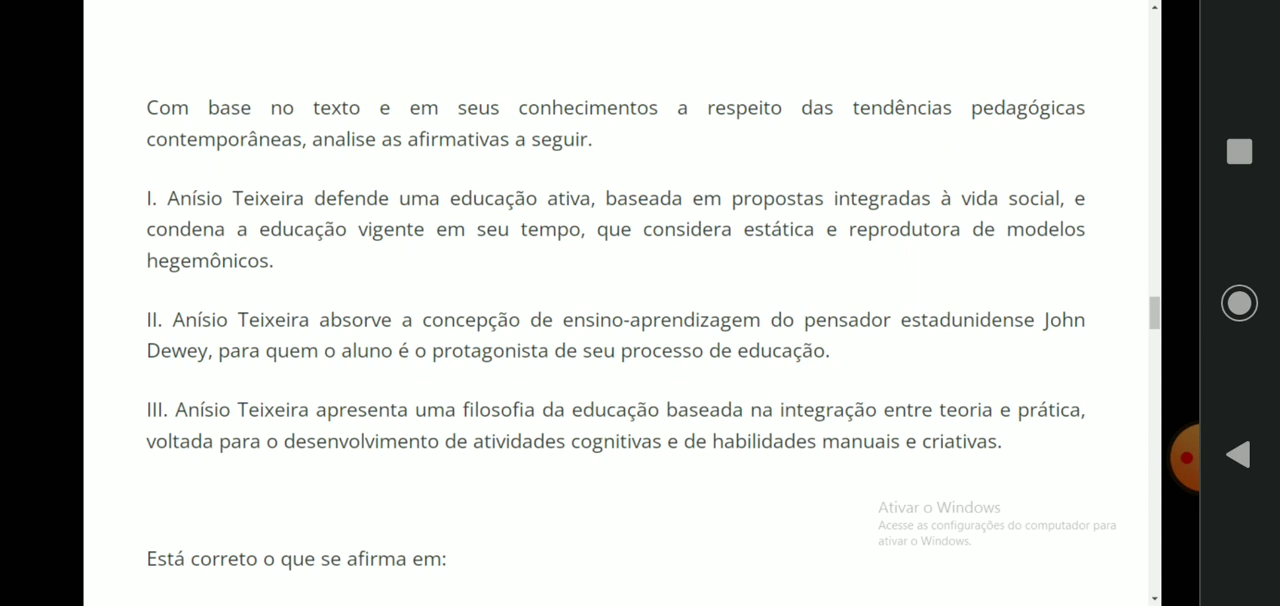 Com base no texto e em seus conhecimentos a respeito das tendências pedagógicas
contemporâneas, analise as afirmativas a seguir.
I. Anísio Teixeira defende uma educação ativa, baseada em propostas integradas à vida social, e
condena a educação vigente em seu tempo, que considera estática e reprodutora de modelos
hegemônicos.
II. Anísio Teixeira absorve a concepção de ensino-aprendizagem do pensador estadunidense John
Dewey, para quem o aluno é o protagonista de seu processo de educação.
III. Anísio Teixeira apresenta uma filosofia da educação baseada na integração entre teoria e prática,
voltada para o desenvolvimento de atividades cognitivas e de habilidades manuais e criativas.
Ativar o Windows
Acesse as configurações do computador para
ativar o Windows.
Está correto o que se afirma em: